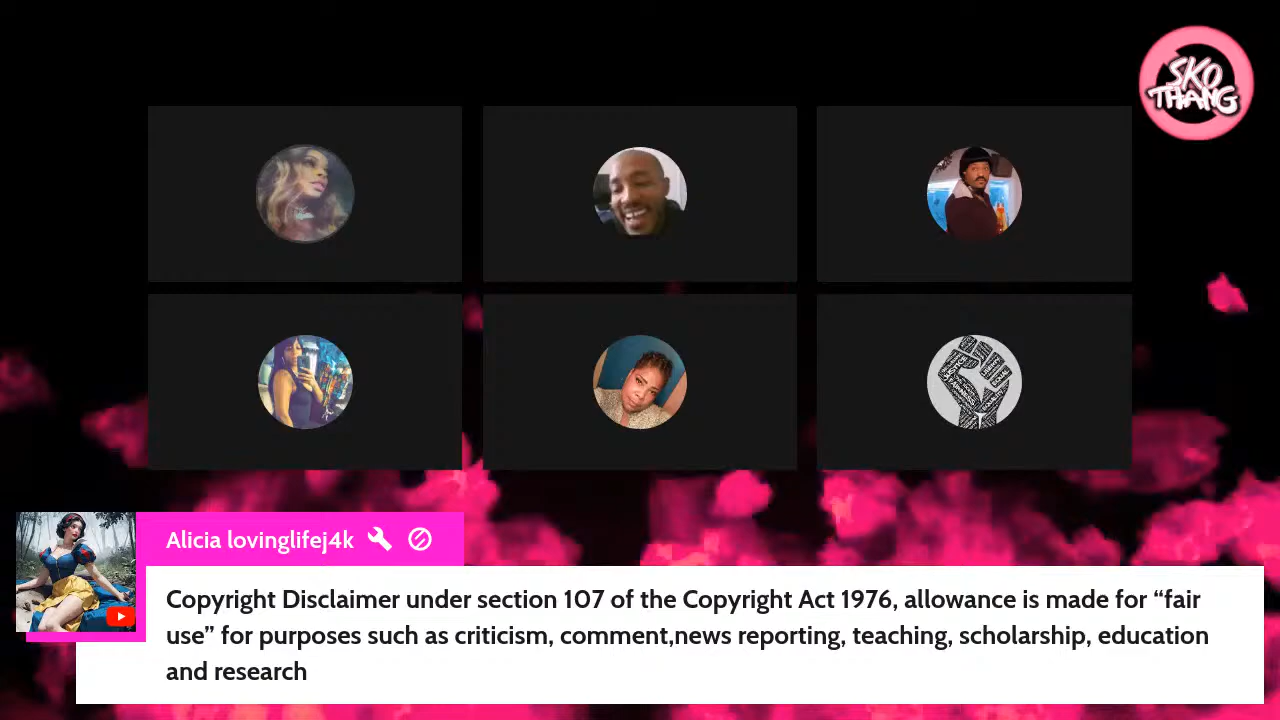 SKO
THANG
Alicia lovinglifej4k
Copyright Disclaimer under section 107 of the Copyright Act 1976, allowance is made for “fair
use” for purposes such as criticism, comment,news reporting, teaching, scholarship, education
and research